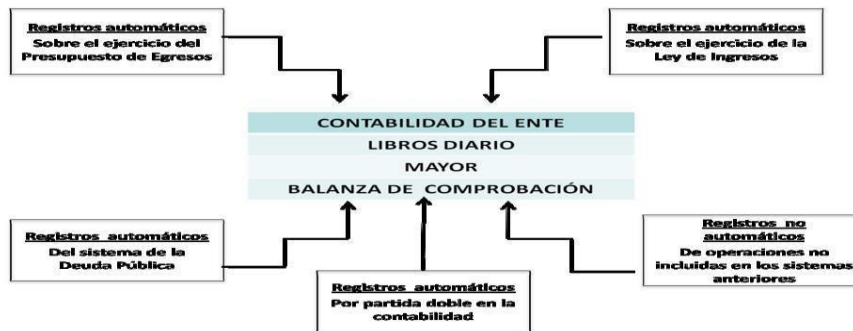 Registros automáticos
Sobre el ejercicio del
Presupuesto de Egresos
Registros automáticos
Sobre el ejercicio de la
Ley de Ingresos
CONTABILIDAD DEL ENTE
LIBROS DIARIO
MAYOR
BALANZA DE COMPROBACIÓN
Registros automáticos
Del sistema de la
Deuda Pública
Registros automáticos
Por partida doble en la
contabilidad
Registros no
automáticos
De operaciones no
incluidas en los sistemas
anteriores